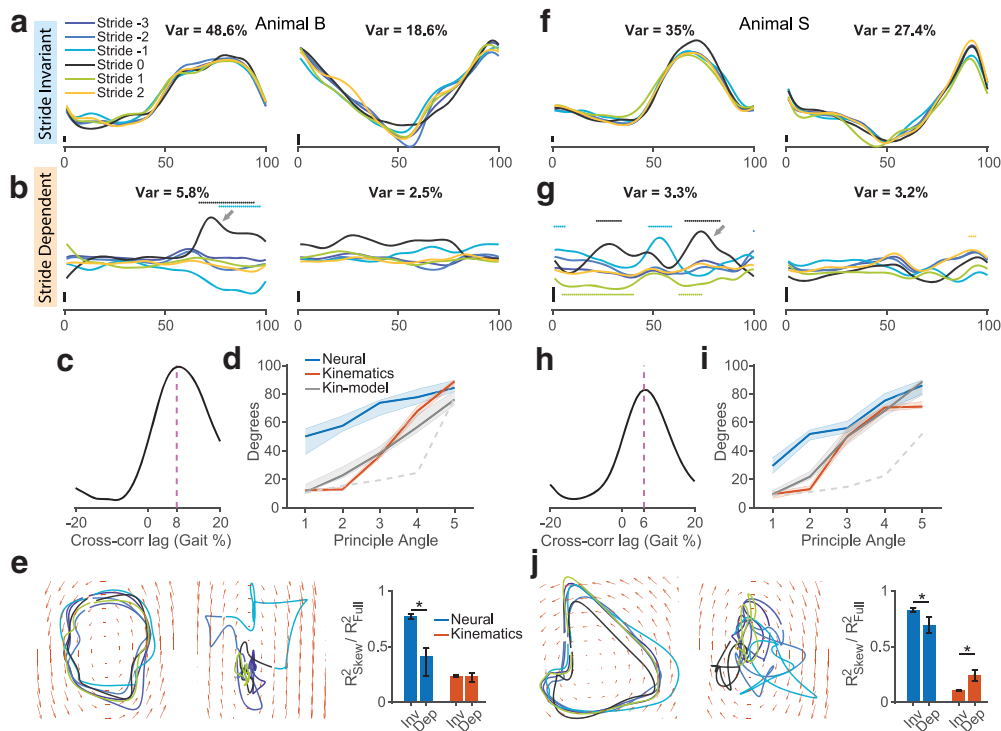 a
Stride Invariant
Stride -3
Stride -2
Stride -1
Stride 0
Stride 1
Stride 2
Animal B
Var = 48.6%
Var = 18.6%
0
50
100
0
50
100
f
Animal S
Var = 35%
Var = 27.4%
0
50
100
0
50
100
b
Stride Dependent
Var = 5.8%
Var = 2.5%
0
50
100
0
50
100
g
Var = 3.3%
Var = 3.2%
0
50
100
0
50
100
c
-20
0
8
20
Cross-corr lag (Gait %)
d
Neural
Kinematics
Kin-model
Degrees
100
80
60
40
20
0
1
2
3
4
5
Principle Angle
h
-20
0
6
20
Cross-corr lag (Gait %)
i
Degrees
100
80
60
40
20
0
1
2
3
4
5
Principle Angle
e
R²Skew / R²Full
1
0.5
0
*
Neural
Kinematics
Inv
Dep
Inv
Dep
j
R²Skew / R²Full
1
0.5
0
*
*
Inv
Dep
Inv
Dep